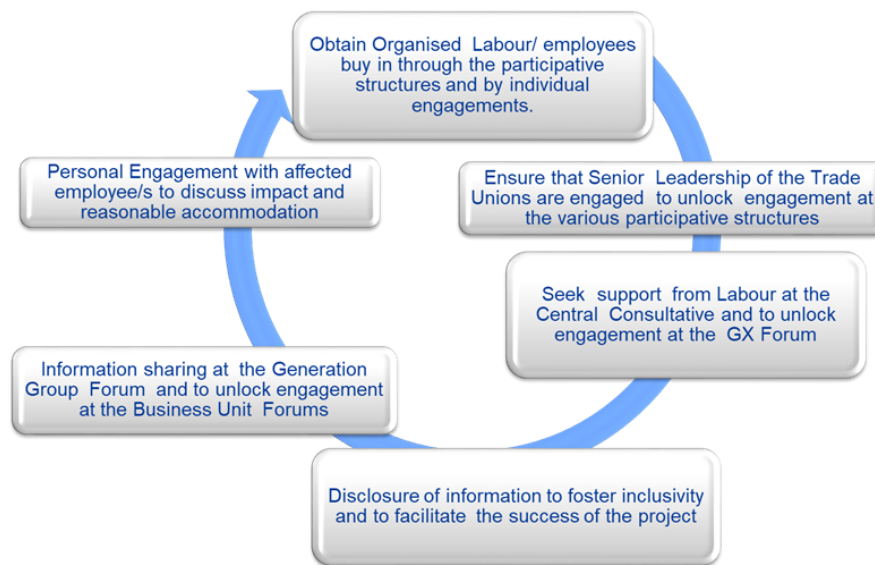 Obtain Organised Labour/ employees
buy in through the participative
structures and by individual
engagements.
Ensure that Senior Leadership of the Trade
Unions are engaged to unlock engagement at
the various participative structures
Seek support from Labour at the
Central Consultative and to unlock
engagement at the GX Forum
Disclosure of information to foster inclusivity
and to facilitate the success of the project
Information sharing at the Generation
Group Forum and to unlock engagement
at the Business Unit Forums
Personal Engagement with affected
employee/s to discuss impact and
reasonable accommodation